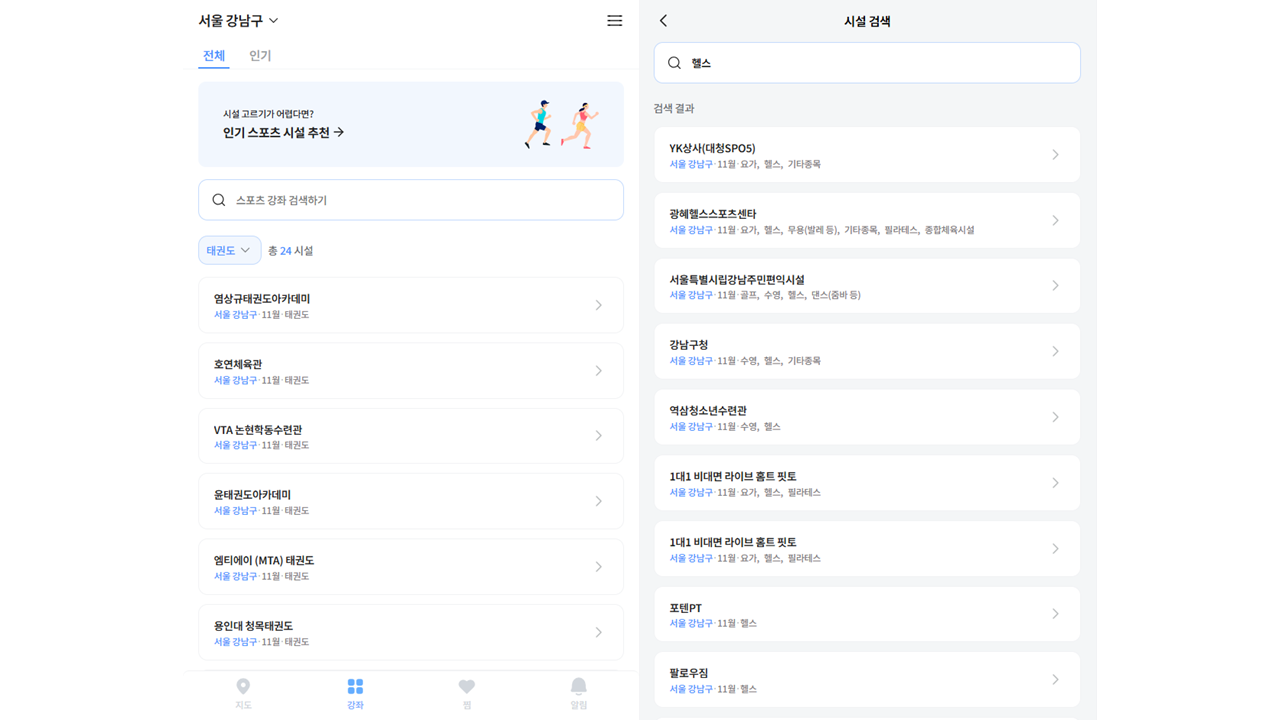 서울 강남구
전체 인기
시설 고르기가 어렵다면?
인기 스포츠 시설 추천 →
스포츠 강좌 검색하기
태권도 총 24 시설
염상규태권도아카데미
서울 강남구·11월·태권도
호연체육관
서울 강남구·11월·태권도
VTA 논현학동수련관
서울 강남구·11월·태권도
윤태권도아카데미
서울 강남구·11월·태권도
엠티에이 (MTA) 태권도
서울 강남구·11월·태권도
용인대 청목태권도
서울 강남구·11월·태권도
지도 강좌 찜 알림
시설 검색
헬스
검색 결과
YK상사(대청SPO5)
서울 강남구·11월·요가, 헬스, 기타종목
광혜헬스스포츠센타
서울 강남구·11월·요가, 헬스, 무용(발레 등), 기타종목, 필라테스, 종합체육시설
서울특별시립강남주민편익시설
서울 강남구·11월·골프, 수영, 헬스, 댄스(줌바 등)
강남구청
서울 강남구·11월·수영, 헬스, 기타종목
역삼청소년수련관
서울 강남구·11월·수영, 헬스
1대1 비대면 라이브 홈트 핏토
서울 강남구·11월·요가, 헬스, 필라테스
1대1 비대면 라이브 홈트 핏토
서울 강남구·11월·요가, 헬스, 필라테스
포텐PT
서울 강남구·11월·헬스
팔로우짐
서울 강남구·11월·헬스